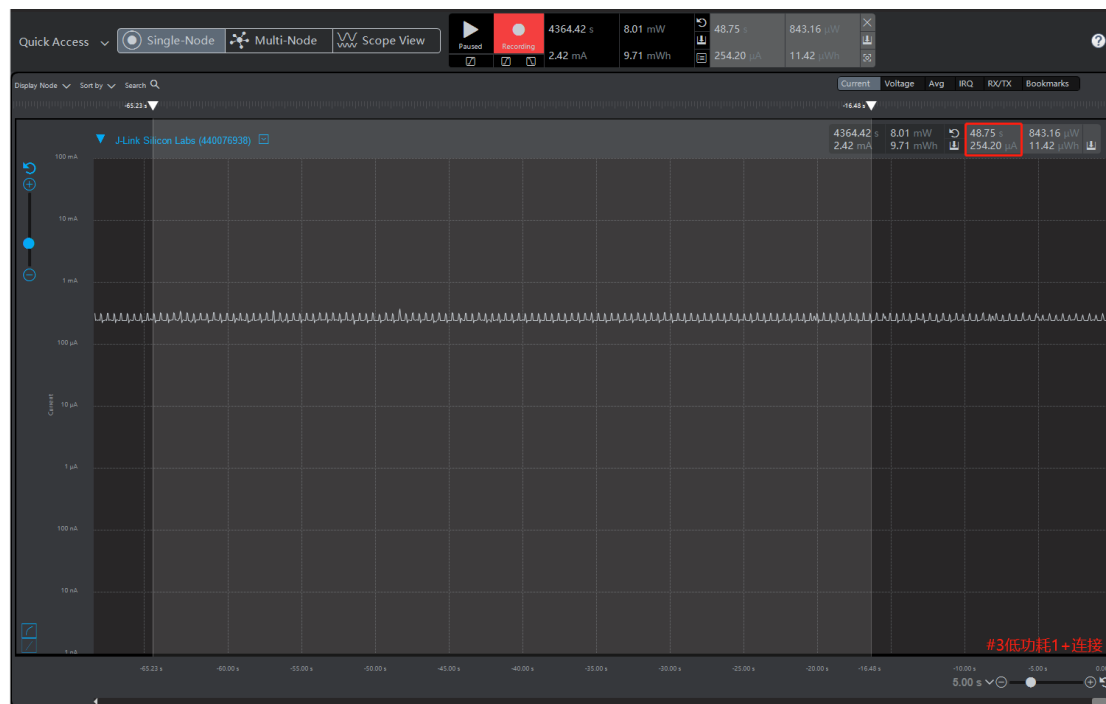 Quick Access
Single-Node
Multi-Node
Scope View
Paused
Recording
4364.42 s
8.01 mW
2.42 mA
9.71 mWh
48.75 s
843.16 µW
254.20 µA
11.42 µWh
Display Node
Sort by
Search
Current
Voltage
Avg
IRQ
RX/TX
Bookmarks
-65.23 s
-16.48 s
J-Link Silicon Labs (440076938)
4364.42 s
8.01 mW
48.75 s
843.16 µW
2.42 mA
9.71 mWh
254.20 µA
11.42 µWh
100 mA
10 mA
1 mA
100 µA
10 µA
1 µA
100 nA
10 nA
1 nA
Current
#3低功耗1+连接
-65.23 s
-60.00 s
-55.00 s
-50.00 s
-45.00 s
-40.00 s
-35.00 s
-30.00 s
-25.00 s
-20.00 s
-16.48 s
-10.00 s
-5.00 s
5.00 s